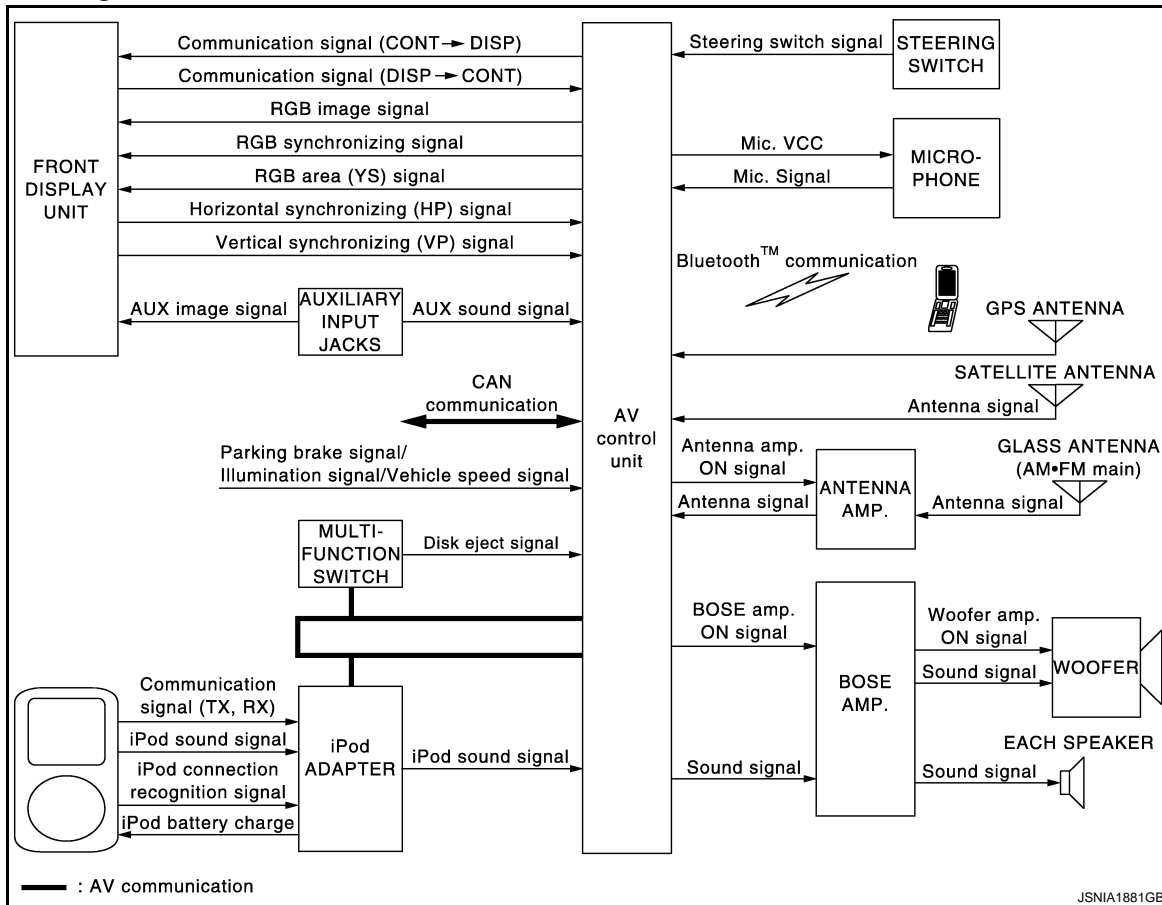 Communication signal (CONT→ DISP)
Communication signal (DISP→ CONT)
RGB image signal
RGB synchronizing signal
RGB area (YS) signal
Horizontal synchronizing (HP) signal
Vertical synchronizing (VP) signal
FRONT
DISPLAY
UNIT
AUX image signal
AUXILIARY
INPUT
JACKS
AUX sound signal
CAN
communication
Parking brake signal/
Illumination signal/Vehicle speed signal
MULTI-
FUNCTION
SWITCH
Disk eject signal
Communication
signal (TX, RX)
iPod sound signal
iPod connection
recognition signal
iPod battery charge
iPod
ADAPTER
iPod sound signal
AV
control
unit
Steering switch signal
STEERING
SWITCH
Mic. VCC
Mic. Signal
MICRO-
PHONE
Bluetooth™ communication
GPS ANTENNA
SATELLITE ANTENNA
Antenna signal
Antenna amp.
ON signal
Antenna signal
ANTENNA
AMP.
GLASS ANTENNA
(AM•FM main)
Antenna signal
BOSE amp.
ON signal
Sound signal
BOSE
AMP.
Woofer amp.
ON signal
Sound signal
WOOFER
EACH SPEAKER
Sound signal
: AV communication
JSNIA1881GB